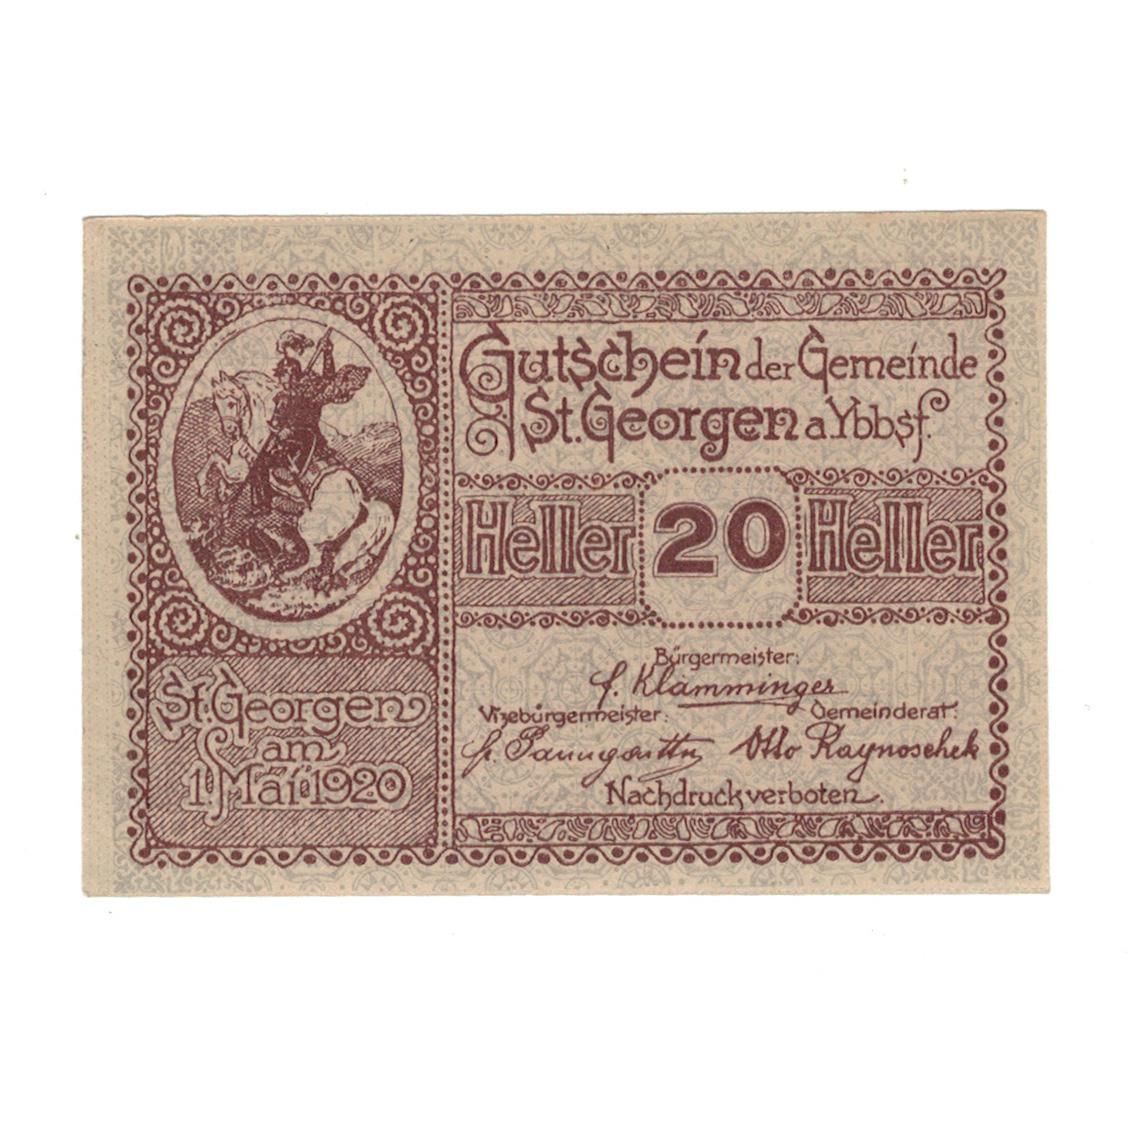 Gutschein der Gemeinde
St. Georgen a. Ybbsf.
Heller 20 Heller
Bürgermeister:
f. Klamminger
Vizebürgermeister: Gemeinderat:
Otto Raynoschek
Nachdruck verboten.
St. Georgen
am
1. Mai 1920